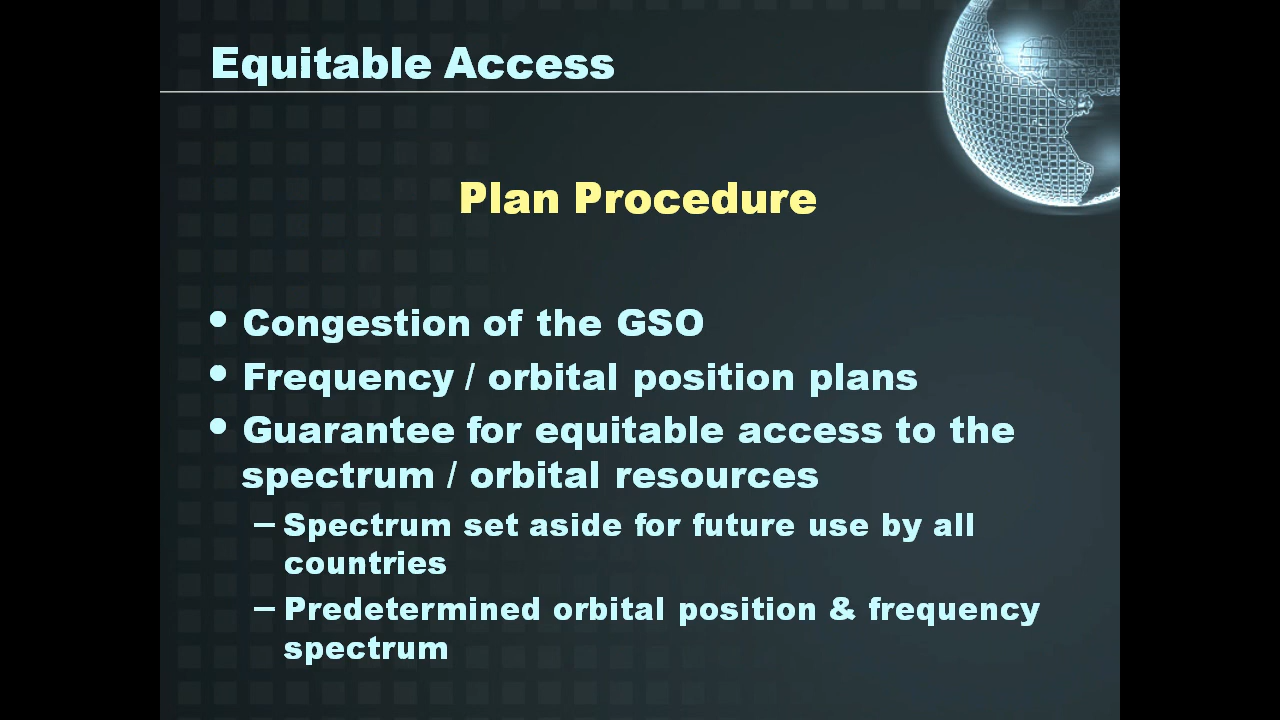 Equitable Access
Plan Procedure
• Congestion of the GSO
• Frequency / orbital position plans
• Guarantee for equitable access to the
spectrum / orbital resources
– Spectrum set aside for future use by all
countries
– Predetermined orbital position & frequency
spectrum